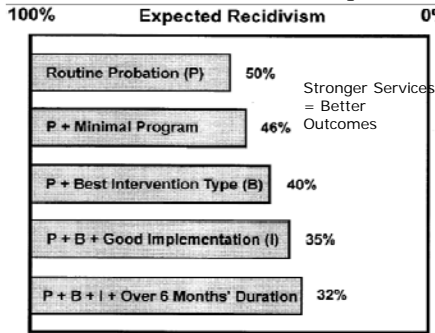 100% Expected Recidivism 0%
Routine Probation (P) 50%
Stronger Services
= Better
Outcomes
P + Minimal Program 46%
P + Best Intervention Type (B) 40%
P + B + Good Implementation (I) 35%
P + B + I + Over 6 Months' Duration 32%